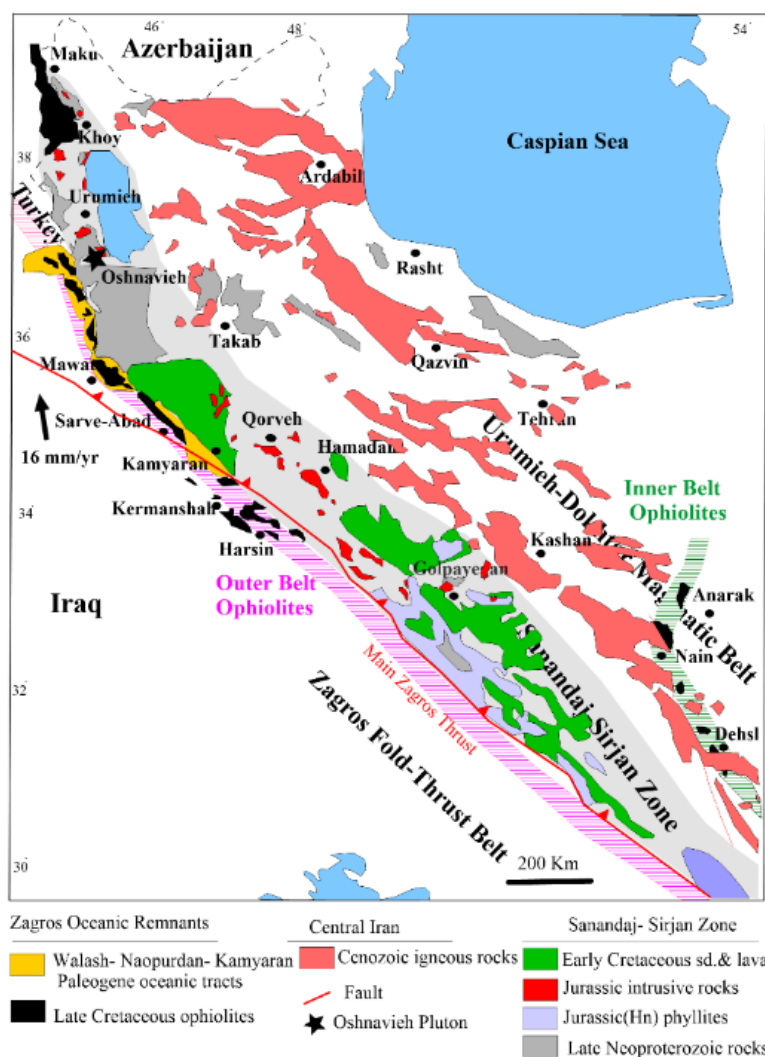 46
48
54
Azerbaijan
Maku
Khoy
Caspian Sea
38
Ardabil
Urumieh
Turkey
Oshnavieh
Rasht
36
Takab
Qazvin
Mawat
Sarve-Abad
Qorveh
Tehran
Hamadan
16 mm/yr
Kamyaran
Urumieh-Dokhtar Magmatic Belt
Inner Belt
Ophiolites
34
Kermanshah
Harsin
Kashan
Golpayegan
Outer Belt
Ophiolites
Anarak
Iraq
Nain
Sanandaj-Sirjan Zone
32
Main Zagros Thrust
Dehsl
Zagros Fold-Thrust Belt
30
200 Km
Zagros Oceanic Remnants
Walash- Naopurdan- Kamyaran
Paleogene oceanic tracts
Late Cretaceous ophiolites
Central Iran
Cenozoic igneous rocks
Fault
Oshnavieh Pluton
Sanandaj- Sirjan Zone
Early Cretaceous sd.& lava
Jurassic intrusive rocks
Jurassic(Hn) phyllites
Late Neoproterozoic rocks